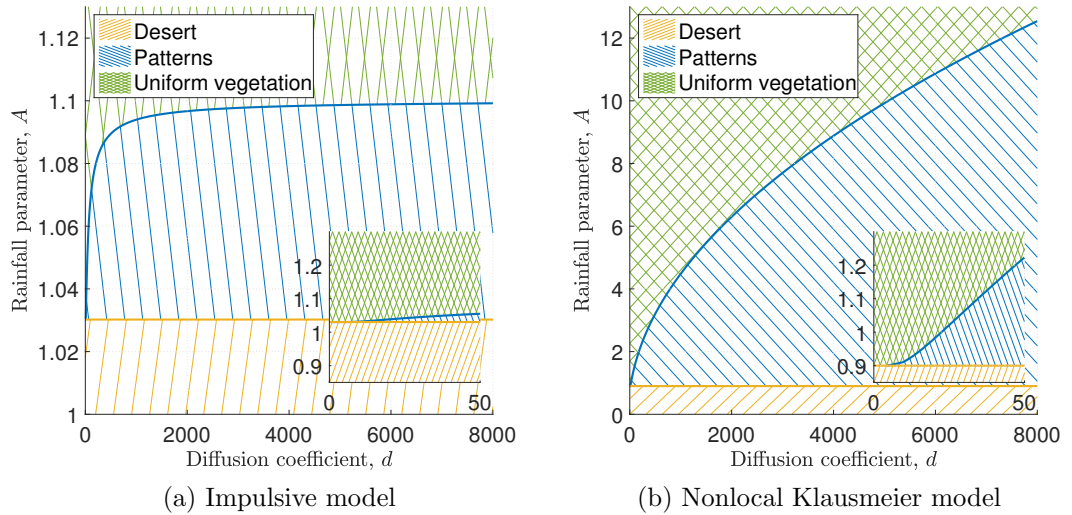 Desert
Patterns
Uniform vegetation
1.12
1.1
1.08
1.06
1.04
1.02
1
Rainfall parameter, A
0 2000 4000 6000 8000
Diffusion coefficient, d
1.2
1.1
1
0.9
0 50
(a) Impulsive model
Desert
Patterns
Uniform vegetation
12
10
8
6
4
2
0
Rainfall parameter, A
0 2000 4000 6000 8000
Diffusion coefficient, d
1.2
1.1
1
0.9
0 50
(b) Nonlocal Klausmeier model